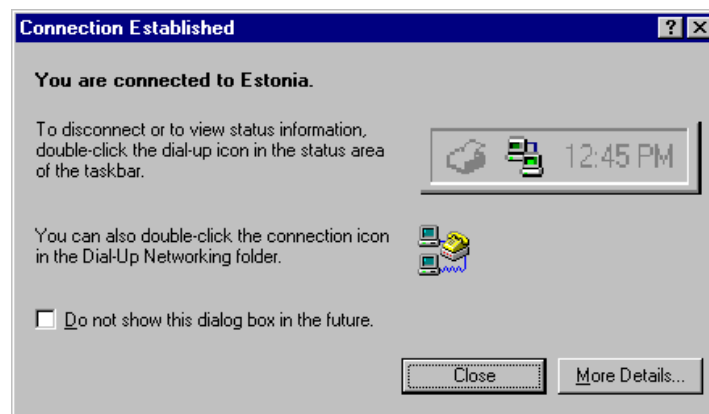 Connection Established
You are connected to Estonia.
To disconnect or to view status information,
double-click the dial-up icon in the status area
of the taskbar.
12:45 PM
You can also double-click the connection icon
in the Dial-Up Networking folder.
Do not show this dialog box in the future.
Close
More Details...